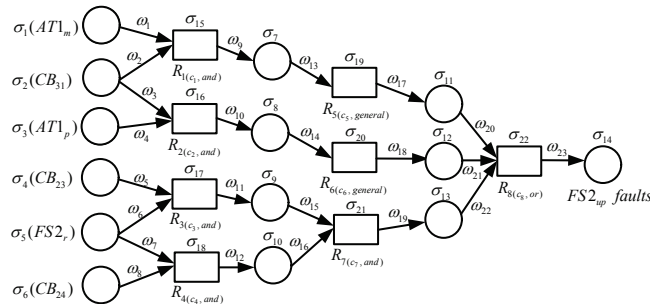 σ1(AT1m) ω1 σ15 R1(c1,and) ω9 σ7 ω13 σ19 R5(c5,general) ω17 σ11 ω20
σ2(CB31) ω2 ω3 σ16 R2(c2,and) ω10 σ8 ω14 σ20 R6(c6,general) ω18 σ12 ω21 σ22 R8(c8,or) ω23 σ14 FS2up faults
σ3(AT1p) ω4
σ4(CB23) ω5 σ17 R3(c3,and) ω11 σ9 ω15 σ21 R7(c7,and) ω19 σ13 ω22
σ5(FS2r) ω6 ω7 σ18 R4(c4,and) ω12 σ10 ω16
σ6(CB24) ω8